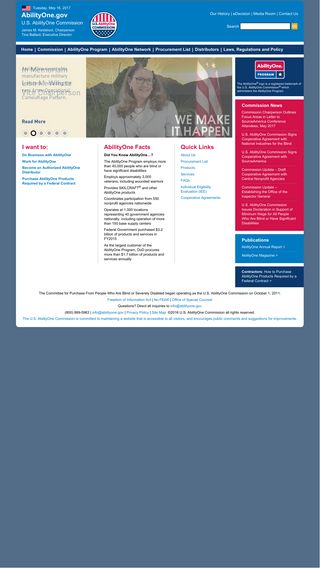 Tuesday, May 16, 2017
AbilityOne.gov
U.S. AbilityOne Commission
James M. Kesteloot, Chairperson
Tina Ballard, Executive Director
Our History | eDecision | Media Room | Contact Us
Search
Home | Commission | AbilityOne Program | AbilityOne Network | Procurement List | Distributors | Laws, Regulations and Policy
manufacture military
Vice Chairperson
Camouflage Pattern.
Read More
WE MAKE
IT HAPPEN
AbilityOne
PROGRAM
The AbilityOne® logo is a registered trademark of
the U.S. AbilityOne Commission® which
administers the AbilityOne Program
Commission News
Commission Chairperson Outlines
Focus Areas in Letter to
SourceAmerica Conference
Attendees, May 2017
U.S. AbilityOne Commission Signs
Cooperative Agreement with
National Industries for the Blind
U.S. AbilityOne Commission Signs
Cooperative Agreement with
SourceAmerica
Commission Update – Draft
Cooperative Agreement with
Central Nonprofit Agencies
Commission Update –
Establishing the Office of the
Inspector General
U.S. AbilityOne Commission
Issues Declaration in Support of
Minimum Wage for All People
Who Are Blind or Have Significant
Disabilities
Publications
AbilityOne Annual Report >
AbilityOne Magazine >
Contractors: How to Purchase
AbilityOne Products Required by a
Federal Contract >
I want to:
Do Business with AbilityOne
Work for AbilityOne
Become an Authorized AbilityOne
Distributor
Purchase AbilityOne Products
Required by a Federal Contract
AbilityOne Facts
Did You Know AbilityOne...?
The AbilityOne Program employs more
than 45,000 people who are blind or
have significant disabilities
Employs approximately 3,000
veterans, including wounded warriors
Provides SKILCRAFT® and other
AbilityOne products
Coordinates participation from 550
nonprofit agencies nationwide
Operates at 1,000 locations
representing 40 government agencies
nationally, including operation of more
than 150 base supply centers
Federal Government purchased $3.2
billion of products and services in
FY2015
As the largest customer of the
AbilityOne Program, DoD procures
more than $1.7 billion of products and
services annually
Quick Links
About Us
Procurement List
Products
Services
FAQs
Individual Eligibility
Evaluation (IEE)
Cooperative Agreements
The Committee for Purchase From People Who Are Blind or Severely Disabled began operating as the U.S. AbilityOne Commission on October 1, 2011.
Freedom of Information Act | No FEAR | Office of Special Counsel
Questions? Direct all inquiries to info@abilityone.gov.
(800) 999-5963 | info@abilityone.gov | Privacy Policy | Site Map ©2016 U.S. AbilityOne Commission all rights reserved.
The U.S. AbilityOne Commission is committed to maintaining a website that is accessible to all visitors, and encourages public comments and suggestions for improvements.